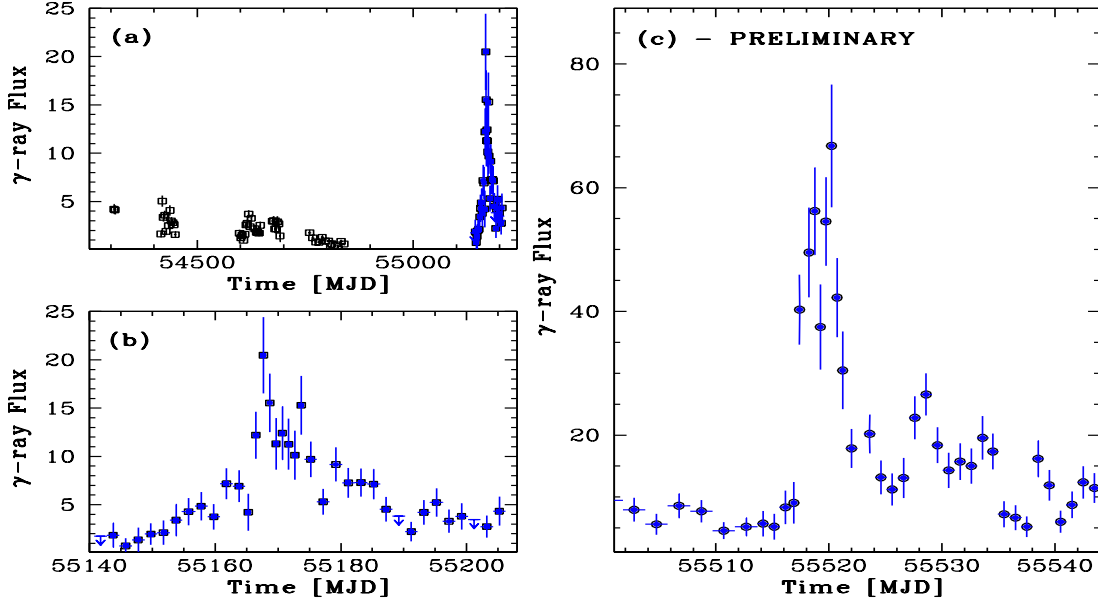 (a)
25
20
15
10
5
γ-ray Flux
54500
55000
Time [MJD]
(b)
25
20
15
10
5
γ-ray Flux
55140
55160
55180
55200
Time [MJD]
(c) – PRELIMINARY
80
60
40
20
γ-ray Flux
55510
55520
55530
55540
Time [MJD]